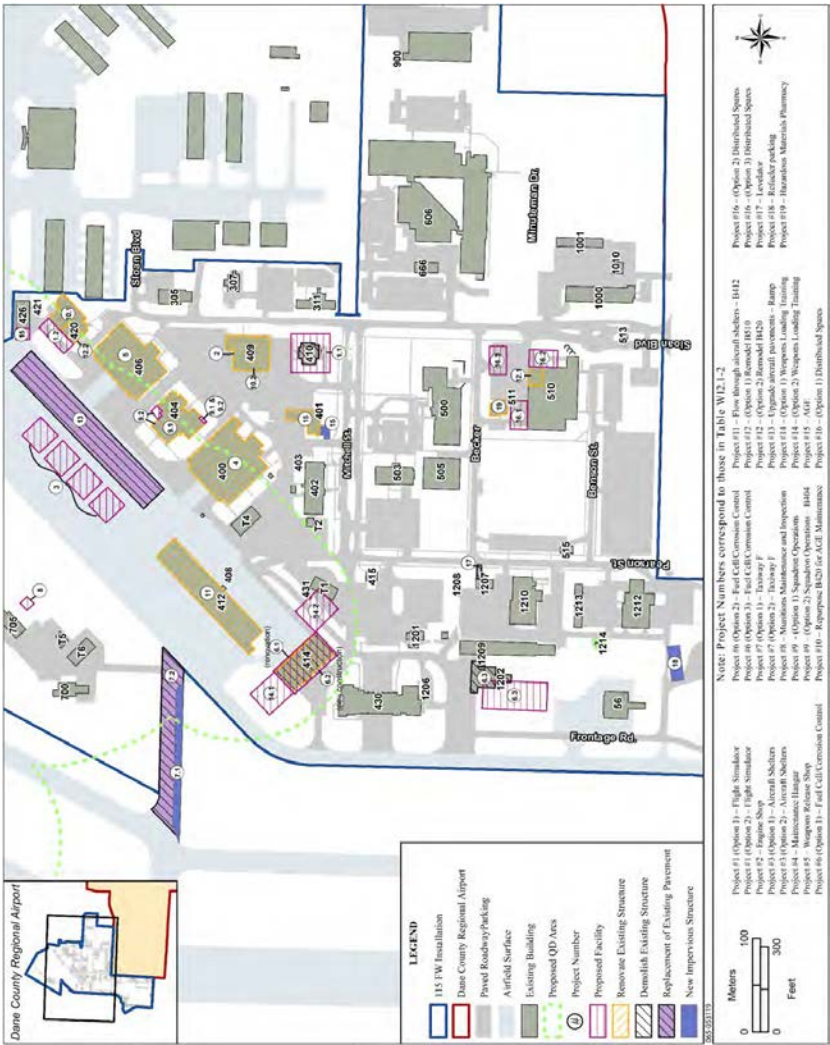 Dane County Regional Airport
LEGEND
115 FW Installation
Dane County Regional Airport
Paved Roadway/Parking
Airfield Surface
Existing Building
Proposed QD Arcs
# Project Number
Proposed Facility
Renovate Existing Structure
Demolish Existing Structure
Replacement of Existing Pavement
New Impervious Structure
Sloan Blvd
Mitchell St.
Becker
Benson St.
Pearson St.
Minuteman Dr.
Sloan Blvd
Frontage Rd.
(renovation)
426
421
420
406
404
400
T4
412
408
409
410
401
403
402
T2
T1
431
414
415
430
305
307
311
500
503
505
511
510
513
515
606
666
900
1000
1001
1010
1201
1202
1206
1207
1208
1209
1210
1212
1213
1214
56
700
705
T5
T6
Meters
0 100
0 300
Feet
Note: Project Numbers correspond to those in Table WI2.1-2
Project #1 (Option 1) – Flight Simulator
Project #1 (Option 2) – Flight Simulator
Project #2 – Engine Shop
Project #3 (Option 1) – Aircraft Shelters
Project #3 (Option 2) – Aircraft Shelters
Project #4 – Maintenance Hangar
Project #5 – Weapons Release Shop
Project #6 (Option 1) – Fuel Cell/Corrosion Control
Project #6 (Option 2) – Fuel Cell/Corrosion Control
Project #6 (Option 3) – Fuel Cell/Corrosion Control
Project #7 (Option 1) – Taxiway F
Project #7 (Option 2) – Taxiway F
Project #8 – Munitions Maintenance and Inspection
Project #9 – (Option 1) Squadron Operations
Project #9 – (Option 2) Squadron Operations – B404
Project #10 – Repurpose B420 for AGE Maintenance
Project #11 – Flow through aircraft shelters – B412
Project #12 – (Option 1) Remodel B510
Project #12 – (Option 2) Remodel B420
Project #13 – Upgrade aircraft pavements – Ramp
Project #14 – (Option 1) Weapons Loading Training
Project #14 – (Option 2) Weapons Loading Training
Project #15 – AGE
Project #16 – (Option 1) Distributed Spares
Project #16 – (Option 2) Distributed Spares
Project #16 – (Option 3) Distributed Spares
Project #17 – Levelator
Project #18 – Refueler parking
Project #19 – Hazardous Materials Pharmacy